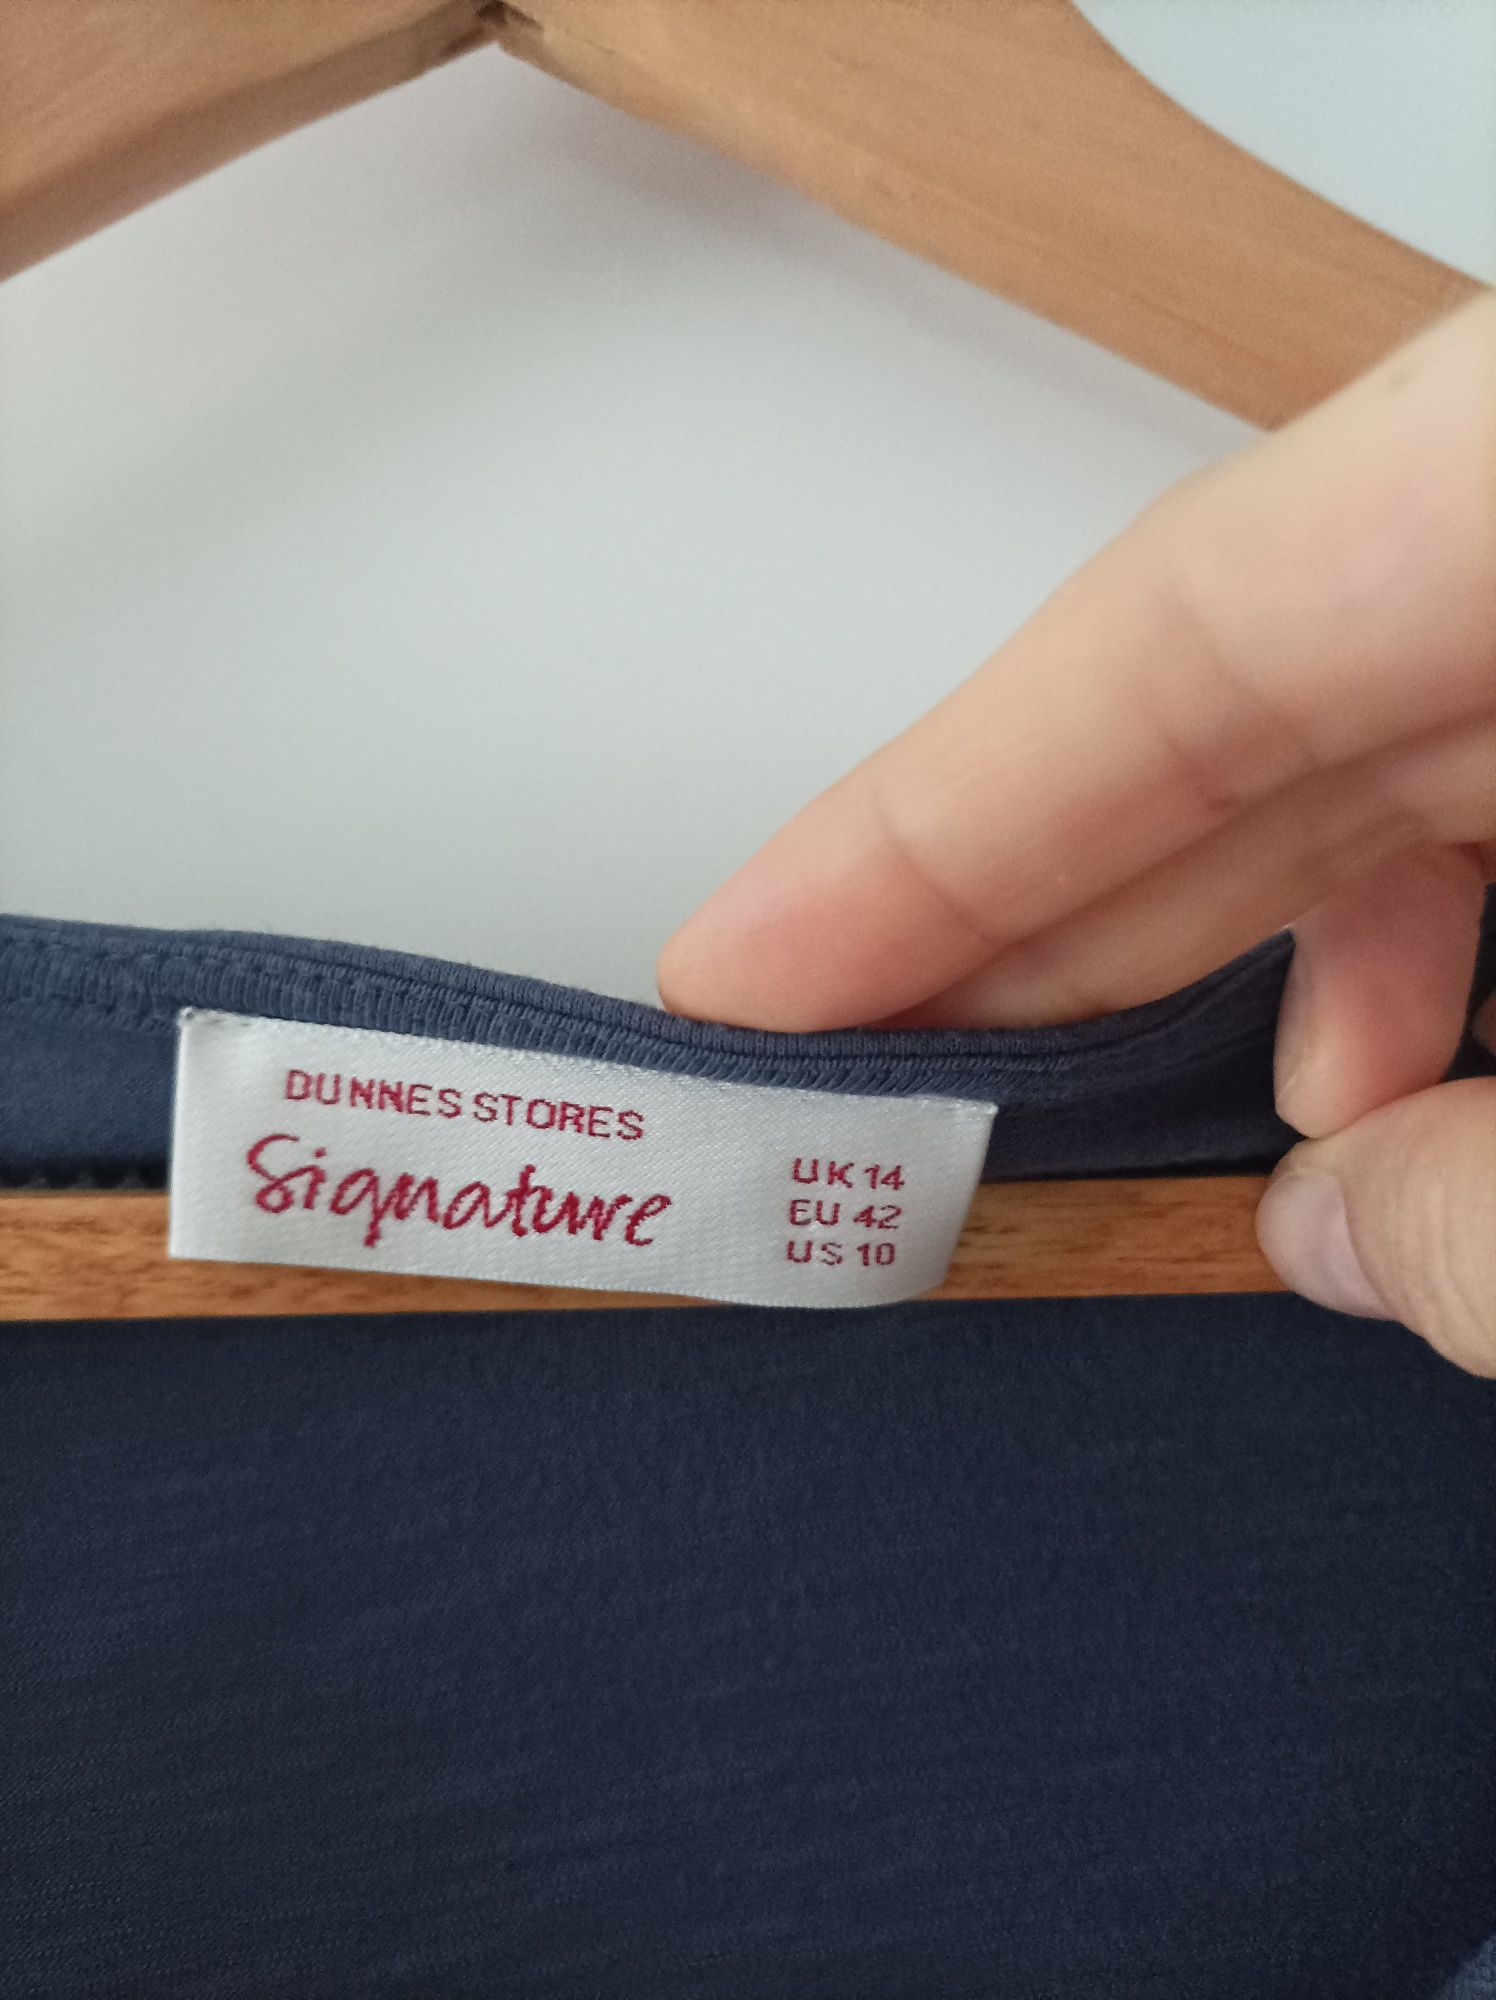 DUNNES STORES
Signature
UK 14
EU 42
US 10